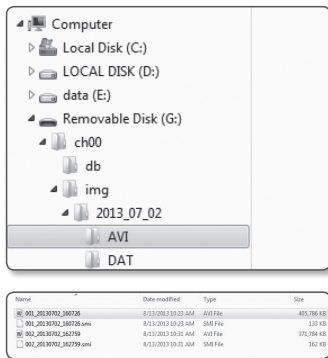 Computer
Local Disk (C:)
LOCAL DISK (D:)
data (E:)
Removable Disk (G:)
ch00
db
img
2013_07_02
AVI
DAT
Name Date modified Type Size
001_20130702_160726 8/13/2013 10:23 AM AVI File 405,786 KB
001_20130702_160726.smi 8/13/2013 10:23 AM SMI File 133 KB
002_20130702_162759 8/13/2013 10:31 AM AVI File 371,784 KB
002_20130702_162759.smi 8/13/2013 10:31 AM SMI File 162 KB